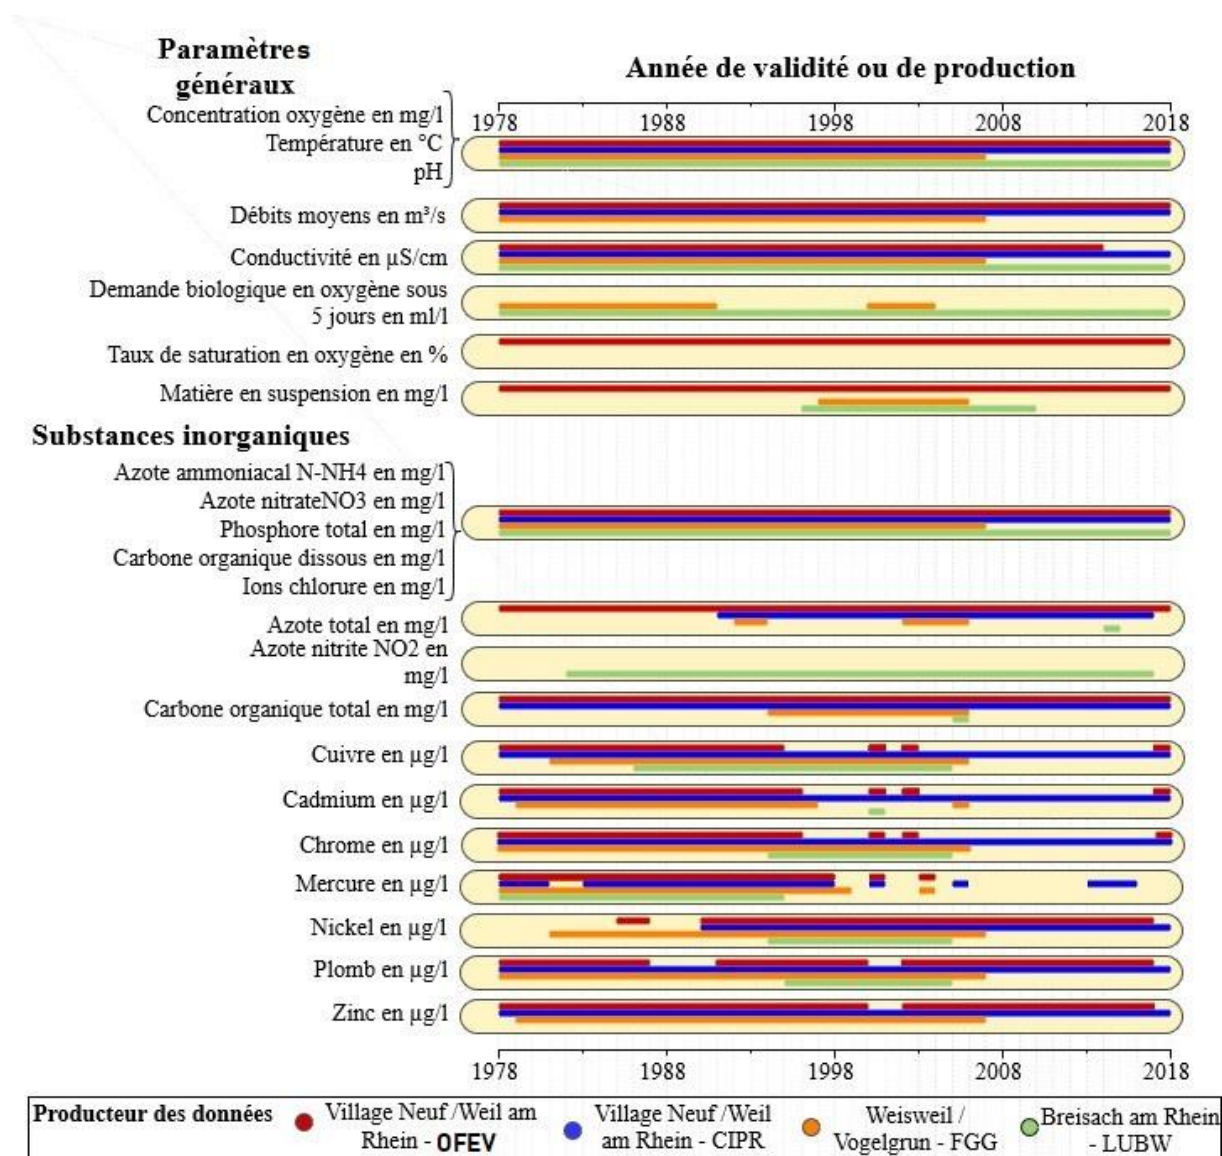 Paramètres
généraux
Année de validité ou de production
Concentration oxygène en mg/l
Température en °C
pH
1978 1988 1998 2008 2018
Débits moyens en m³/s
Conductivité en µS/cm
Demande biologique en oxygène sous
5 jours en ml/l
Taux de saturation en oxygène en %
Matière en suspension en mg/l
Substances inorganiques
Azote ammoniacal N-NH4 en mg/l
Azote nitrateNO3 en mg/l
Phosphore total en mg/l
Carbone organique dissous en mg/l
Ions chlorure en mg/l
Azote total en mg/l
Azote nitrite NO2 en
mg/l
Carbone organique total en mg/l
Cuivre en µg/l
Cadmium en µg/l
Chrome en µg/l
Mercure en µg/l
Nickel en µg/l
Plomb en µg/l
Zinc en µg/l
1978 1988 1998 2008 2018
Producteur des données
Village Neuf /Weil am
Rhein - OFEV
Village Neuf /Weil
am Rhein - CIPR
Weisweil /
Vogelgrun - FGG
Breisach am Rhein
- LUBW